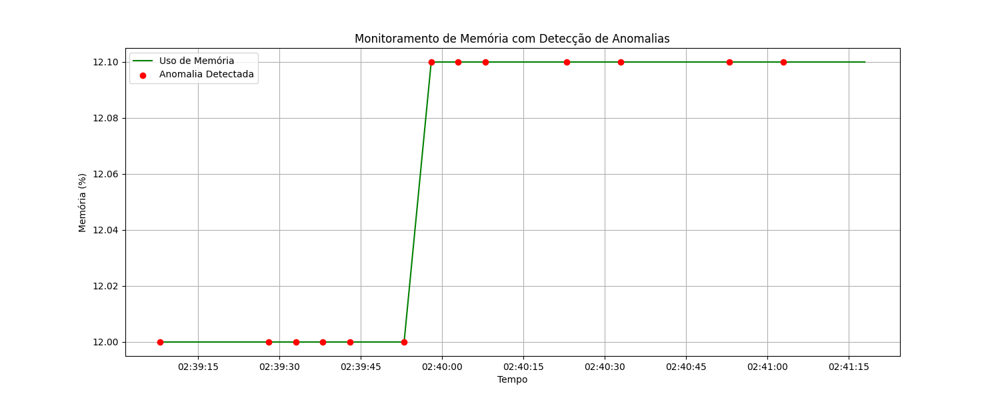 Monitoramento de Memória com Detecção de Anomalias
Uso de Memória
Anomalia Detectada
Memória (%)
12.10
12.08
12.06
12.04
12.02
12.00
02:39:15 02:39:30 02:39:45 02:40:00 02:40:15 02:40:30 02:40:45 02:41:00 02:41:15
Tempo